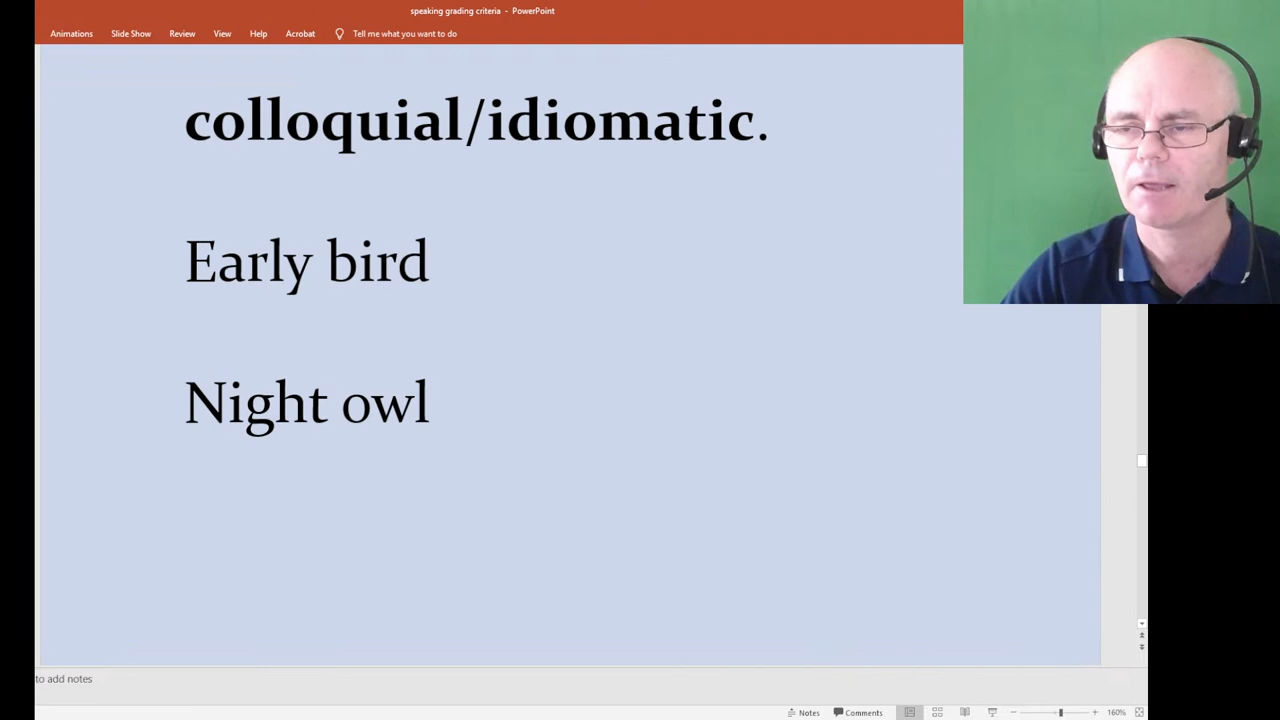 speaking grading criteria - PowerPoint
Animations Slide Show Review View Help Acrobat Tell me what you want to do
colloquial/idiomatic.
Early bird
Night owl
to add notes
Notes Comments 160%